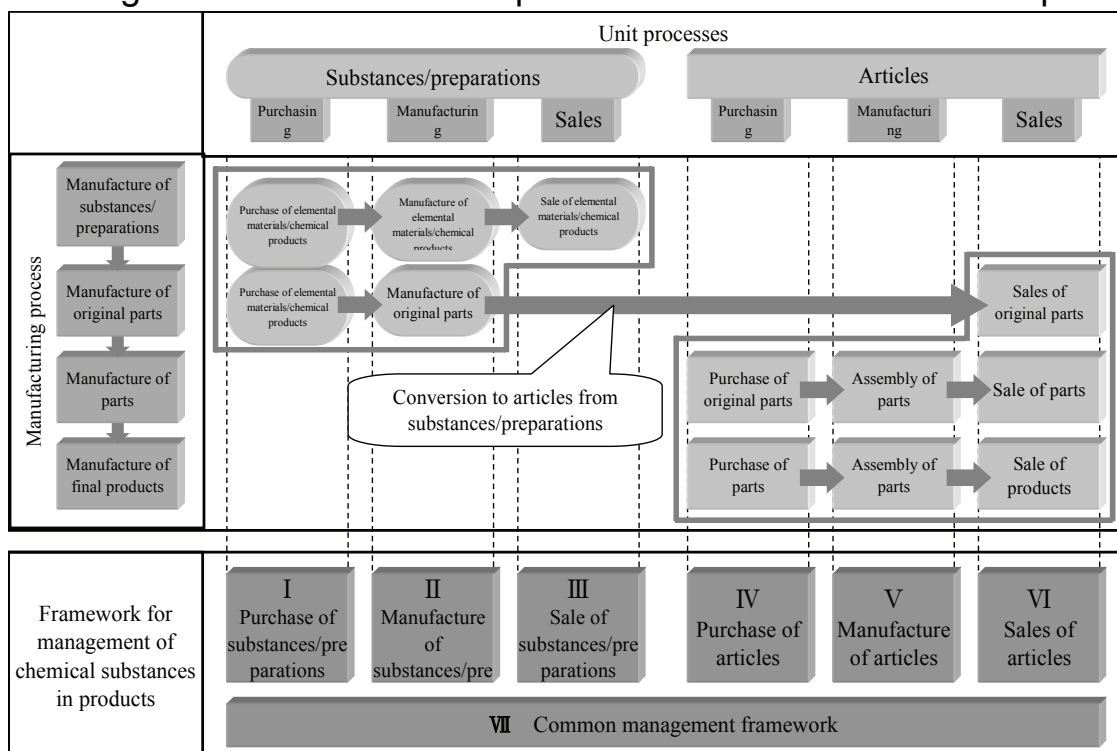 Unit processes
Substances/preparations
Articles
Purchasin
g
Manufacturin
g
Sales
Purchasin
g
Manufacturi
ng
Sales
Manufacturing process
Manufacture of
substances/
preparations
Purchase of elemental
materials/chemical
products
Manufacture of
elemental
materials/chemical
products
Sale of elemental
materials/chemical
products
Manufacture of
original parts
Purchase of elemental
materials/chemical
products
Manufacture of
original parts
Sales of
original parts
Conversion to articles from
substances/preparations
Manufacture of
parts
Purchase of
original parts
Assembly of
parts
Sale of parts
Manufacture of
final products
Purchase of
parts
Assembly of
parts
Sale of
products
Framework for
management of
chemical substances
in products
Ⅰ
Purchase of
substances/pre
parations
Ⅱ
Manufacture
of
substances/pre
Ⅲ
Sale of
substances/pre
parations
Ⅳ
Purchase of
articles
Ⅴ
Manufacture
of articles
Ⅵ
Sales of
articles
Ⅶ Common management framework